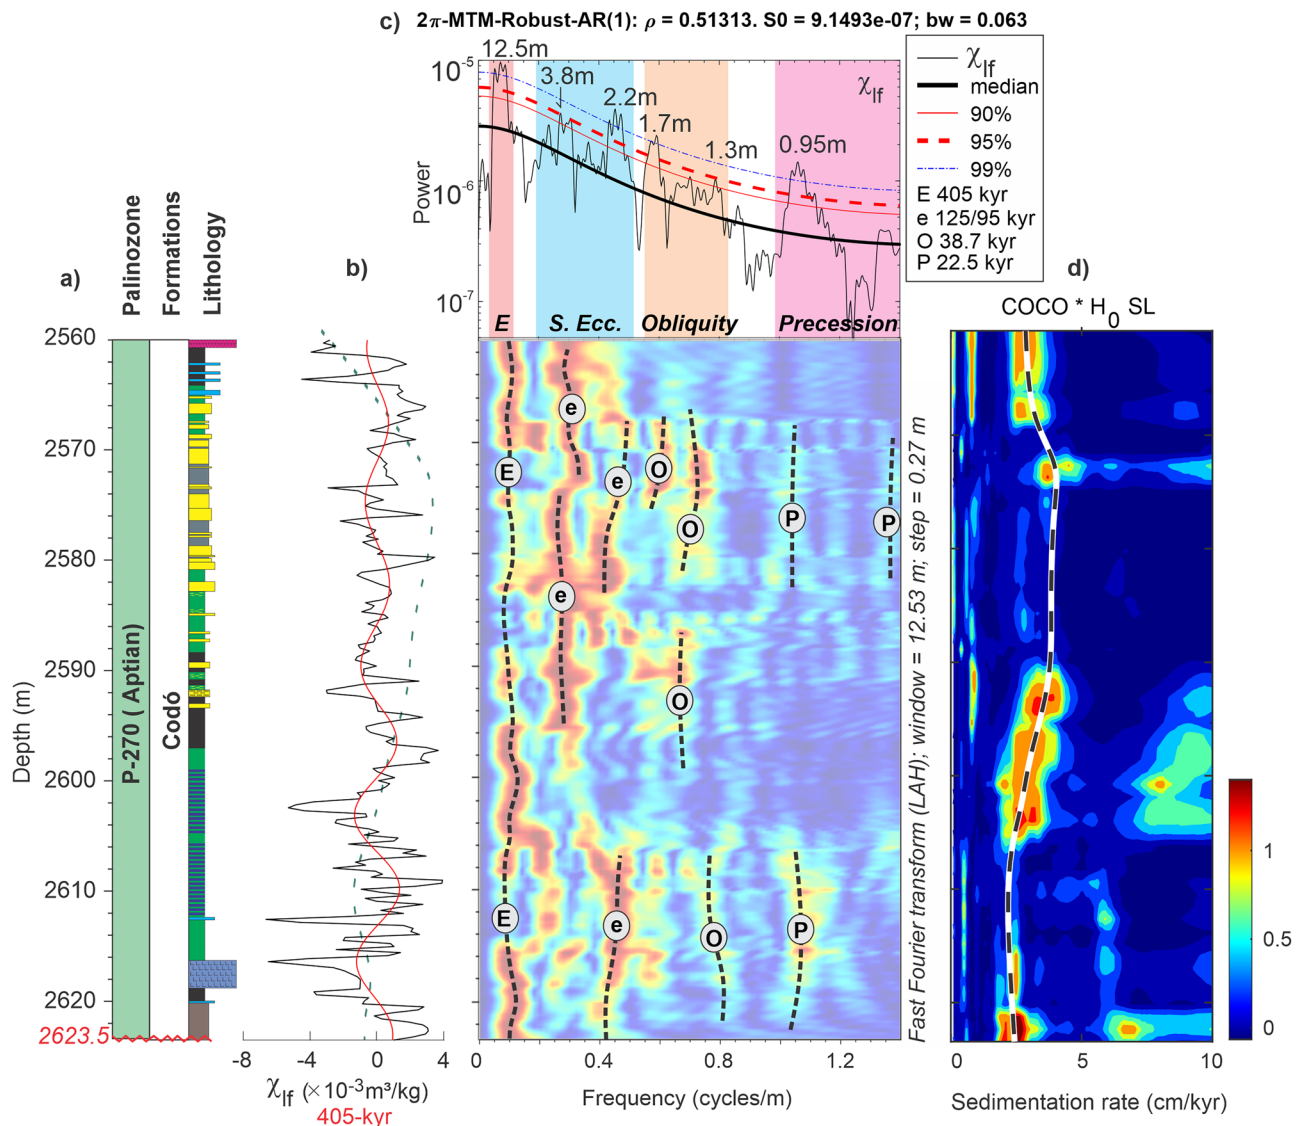 c) 2π-MTM-Robust-AR(1): ρ = 0.51313. S0 = 9.1493e-07; bw = 0.063
12.5m
3.8m
2.2m
1.7m
1.3m
0.95m
χlf
10-5
10-6
10-7
Power
E
S. Ecc.
Obliquity
Precession
χlf
median
90%
95%
99%
E 405 kyr
e 125/95 kyr
O 38.7 kyr
P 22.5 kyr
a)
Palinozone
Formations
Lithology
b)
d)
COCO * H0 SL
2560
2570
2580
2590
2600
2610
2620
2623.5
Depth (m)
P-270 ( Aptian)
Codó
E
e
e
O
O
P
P
e
O
E
e
O
P
Fast Fourier transform (LAH); window = 12.53 m; step = 0.27 m
1
0.5
0
-8
-4
0
4
χlf (×10-3m³/kg)
405-kyr
0
0.4
0.8
1.2
Frequency (cycles/m)
0
5
10
Sedimentation rate (cm/kyr)